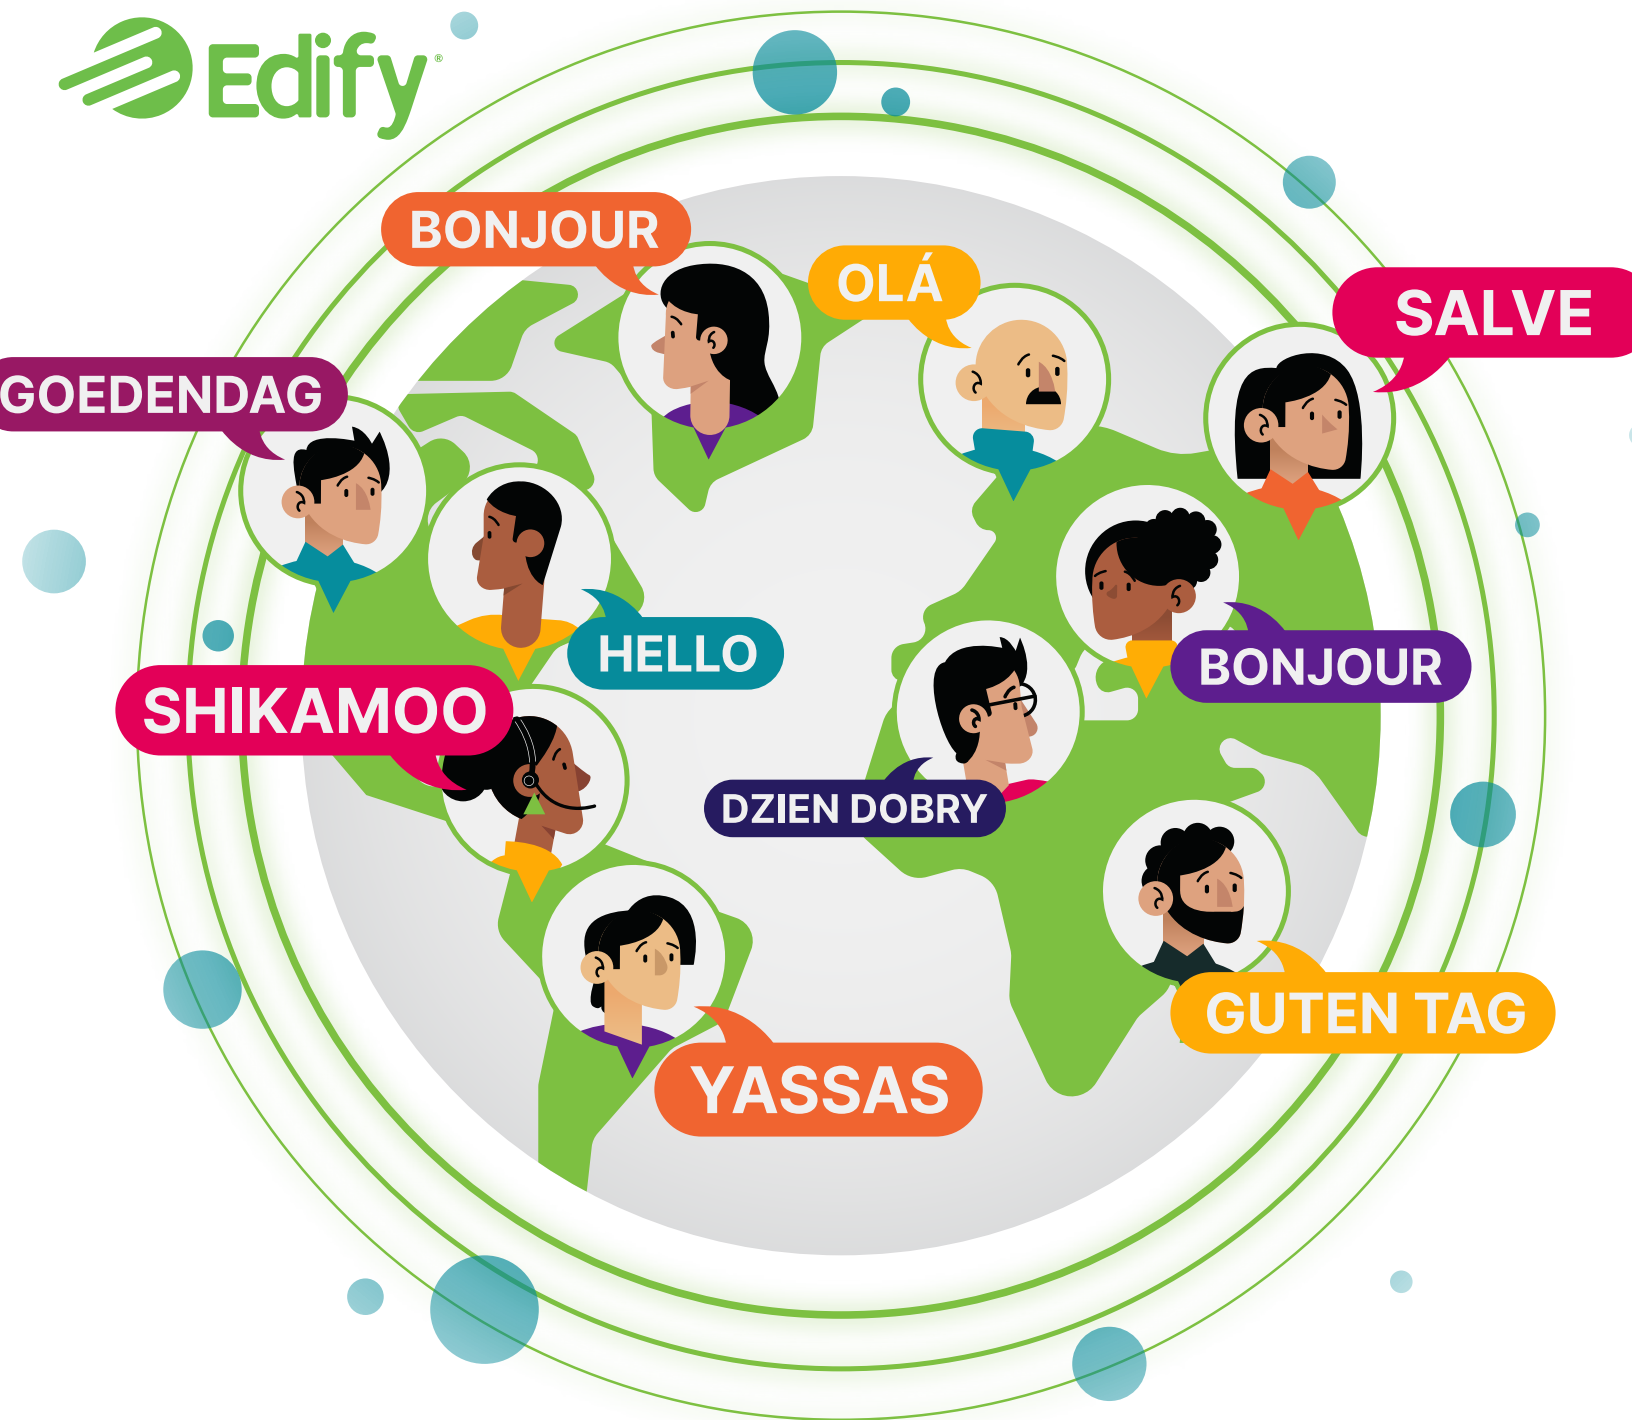 Edify®
BONJOUR
OLÁ
SALVE
GOEDENDAG
HELLO
BONJOUR
SHIKAMOO
DZIEN DOBRY
GUTEN TAG
YASSAS